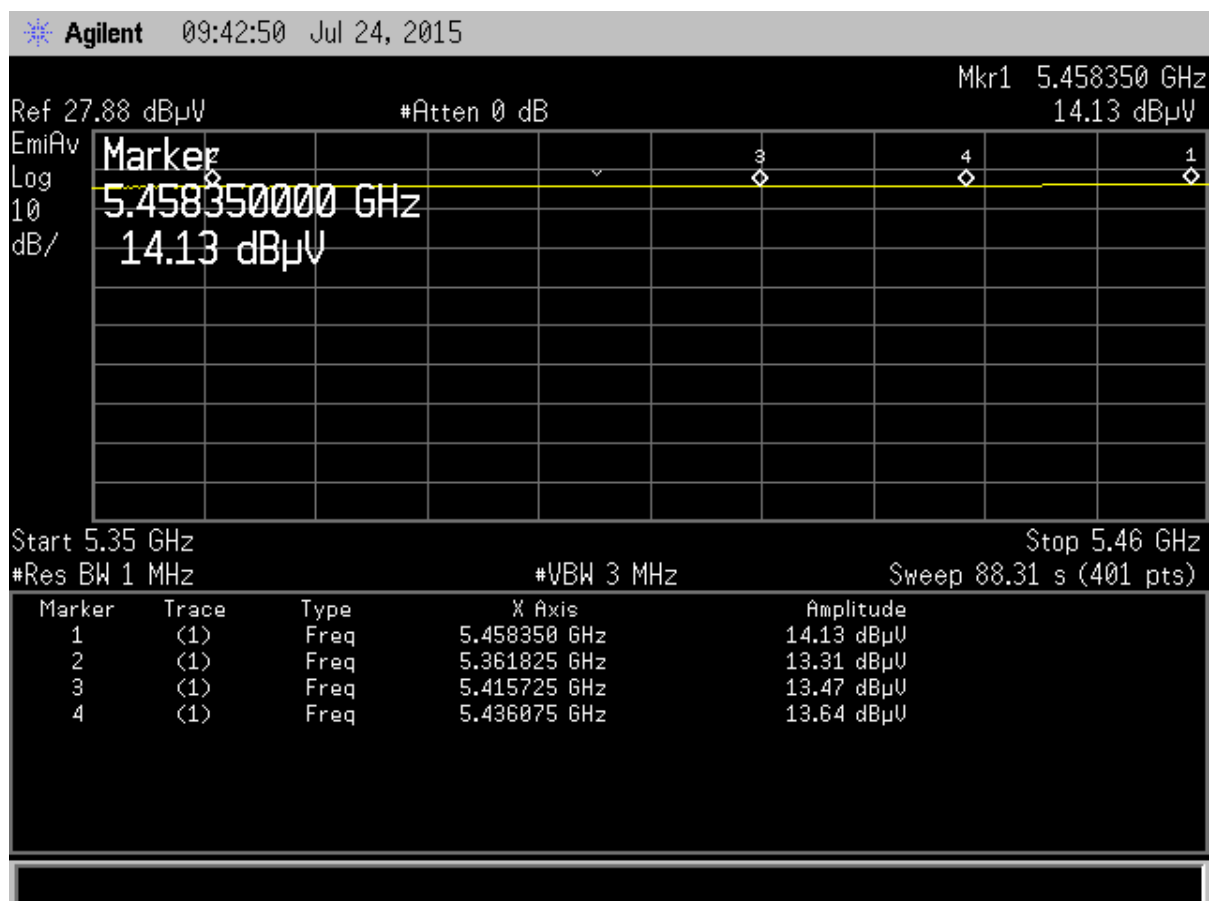 Agilent 09:42:50 Jul 24, 2015
Mkr1 5.458350 GHz
Ref 27.88 dBµV #Atten 0 dB 14.13 dBµV
EmiAv
Log
10
dB/
Marker
5.458350000 GHz
14.13 dBµV
2 3 4 1
Start 5.35 GHz Stop 5.46 GHz
#Res BW 1 MHz #VBW 3 MHz Sweep 88.31 s (401 pts)
Marker Trace Type X Axis Amplitude
1 (1) Freq 5.458350 GHz 14.13 dBµV
2 (1) Freq 5.361825 GHz 13.31 dBµV
3 (1) Freq 5.415725 GHz 13.47 dBµV
4 (1) Freq 5.436075 GHz 13.64 dBµV